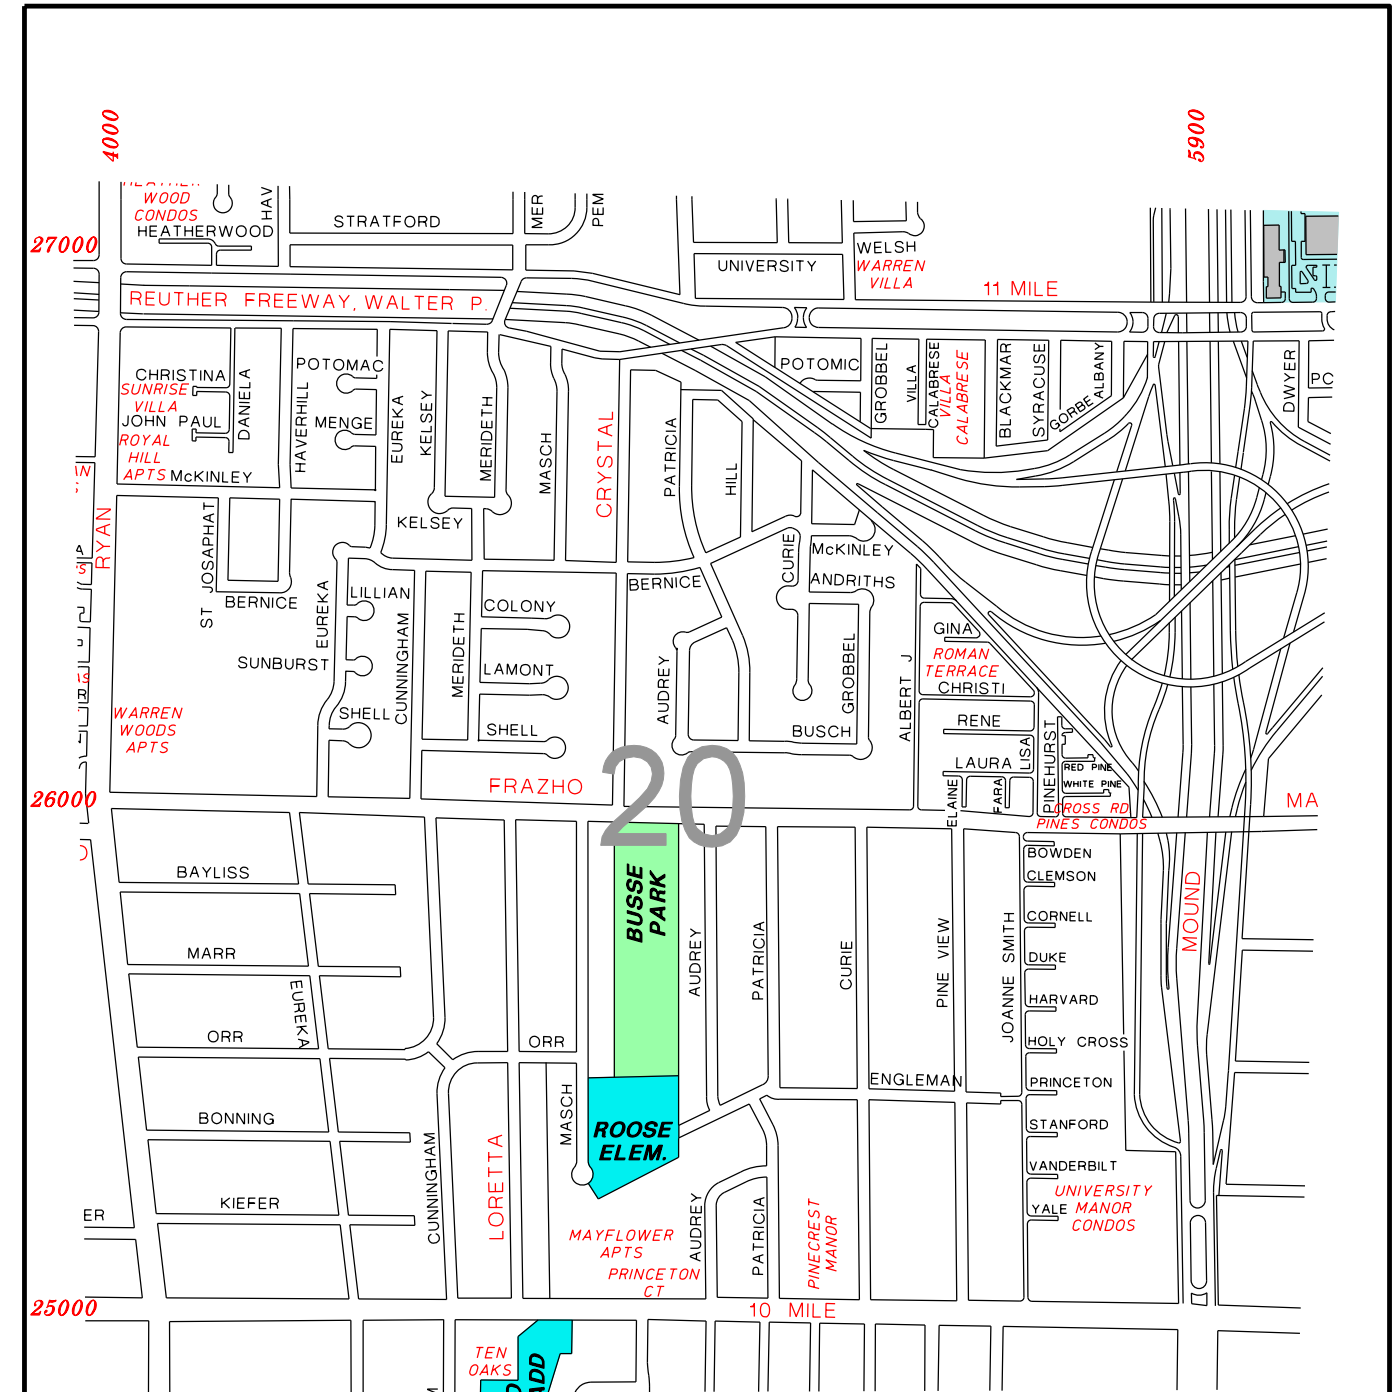 4000
5900
WOOD
CONDOS
HAV
HEATHERWOOD
STRATFORD
MER
PEM
27000
WELSH
WARREN
VILLA
UNIVERSITY
11 MILE
REUTHER FREEWAY, WALTER P.
CHRISTINA
SUNRISE
VILLA
JOHN PAUL
ROYAL
HILL
APTS
McKINLEY
DANIELA
HAVERHILL
POTOMAC
MENGE
EUREKA
KELSEY
MERIDETH
MASCH
CRYSTAL
PATRICIA
HILL
POTOMIC
GROBBEL
VILLA
CALABRESE
VILLA
CALABRESE
BLACKMAR
SYRACUSE
GORBE
ALBANY
DWYER
PO
KELSEY
RYAN
ST JOSAPHAT
BERNICE
EUREKA
LILLIAN
SUNBURST
SHELL
CUNNINGHAM
MERIDETH
COLONY
LAMONT
SHELL
BERNICE
AUDREY
CURIE
McKINLEY
ANDRITHS
GROBBEL
BUSCH
ALBERT J
GINA
ROMAN
TERRACE
CHRISTI
RENE
LISA
LAURA
PINEHURST
RED PINE
WHITE PINE
ELAINE
FARA
CROSS RD
PINES CONDOS
WARREN
WOODS
APTS
FRAZHO
20
26000
MA
BAYLISS
MARR
EUREKA
ORR
BONNING
KIEFER
CUNNINGHAM
LORETTA
ORR
MASCH
BUSSE
PARK
ROOSE
ELEM.
AUDREY
PATRICIA
CURIE
PINE VIEW
JOANNE SMITH
ENGLEMAN
BOWDEN
CLEMSON
CORNELL
DUKE
HARVARD
HOLY CROSS
PRINCETON
STANFORD
VANDERBILT
YALE
MOUND
UNIVERSITY
MANOR
CONDOS
ER
MAYFLOWER
APTS
PRINCETON
CT
AUDREY
PATRICIA
PINECREST
MANOR
25000
10 MILE
TEN
OAKS
ADD